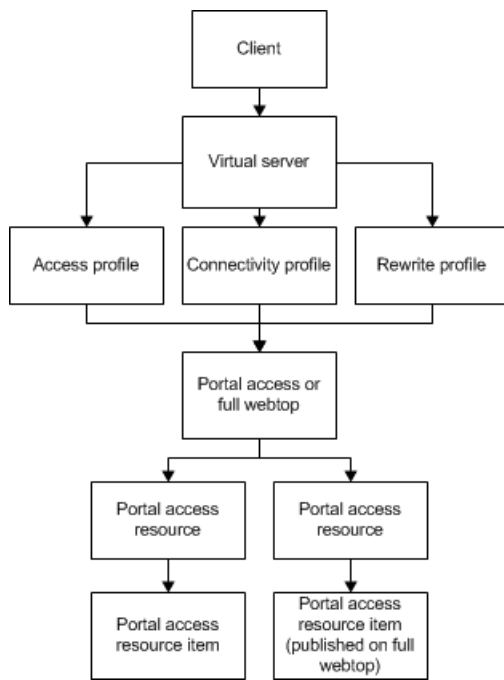 Client
Virtual server
Access profile
Connectivity profile
Rewrite profile
Portal access or
full webtop
Portal access
resource
Portal access
resource
Portal access
resource item
Portal access
resource item
(published on full
webtop)